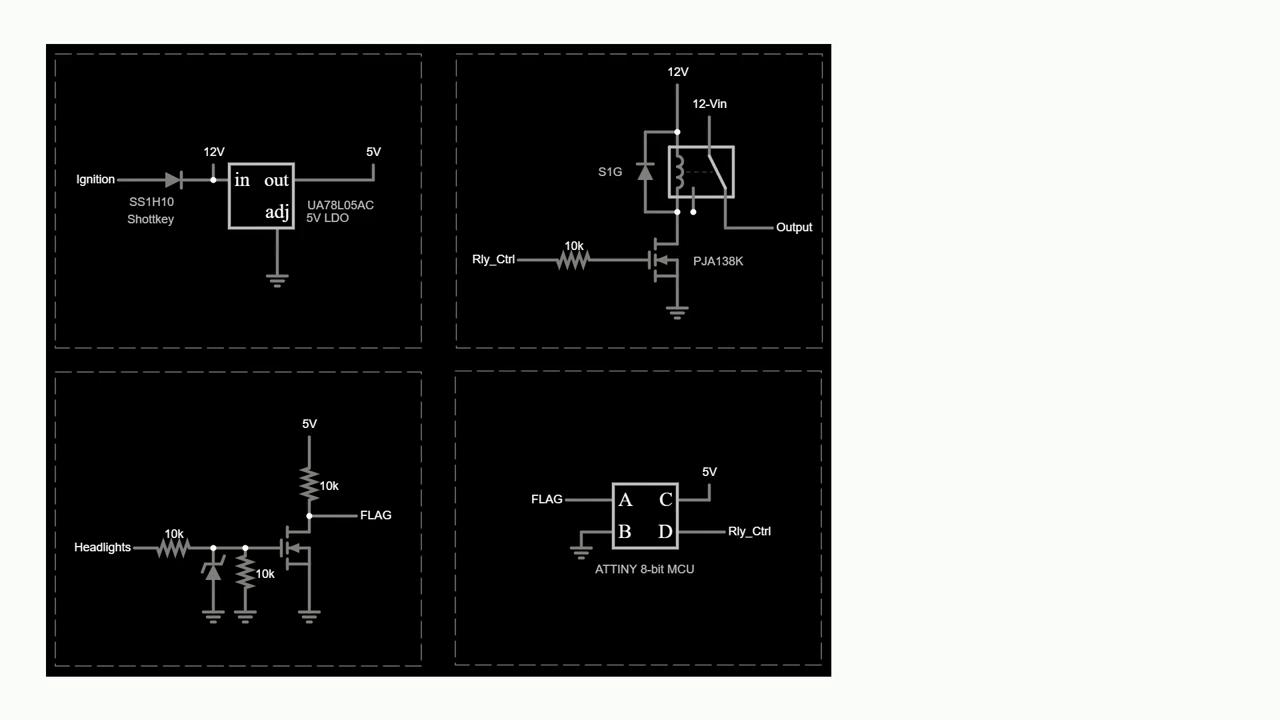 Ignition
12V
5V
in out
adj
SS1H10
Shottkey
UA78L05AC
5V LDO
12V
12-Vin
S1G
Output
10k
Rly_Ctrl
PJA138K
5V
10k
FLAG
Headlights
10k
10k
5V
FLAG
A C
B D
Rly_Ctrl
ATTINY 8-bit MCU